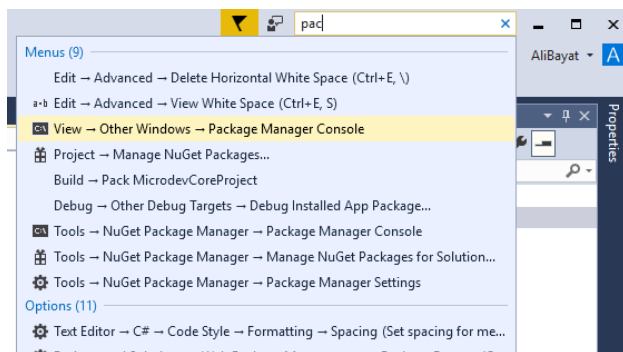 pac
AliBayat
A
Menus (9)
Edit → Advanced → Delete Horizontal White Space (Ctrl+E, \)
a·b Edit → Advanced → View White Space (Ctrl+E, S)
C:\ View → Other Windows → Package Manager Console
Project → Manage NuGet Packages...
Build → Pack MicrodevCoreProject
Debug → Other Debug Targets → Debug Installed App Package...
C:\ Tools → NuGet Package Manager → Package Manager Console
Tools → NuGet Package Manager → Manage NuGet Packages for Solution...
Tools → NuGet Package Manager → Package Manager Settings
Options (11)
Text Editor → C# → Code Style → Formatting → Spacing (Set spacing for me...
Properties